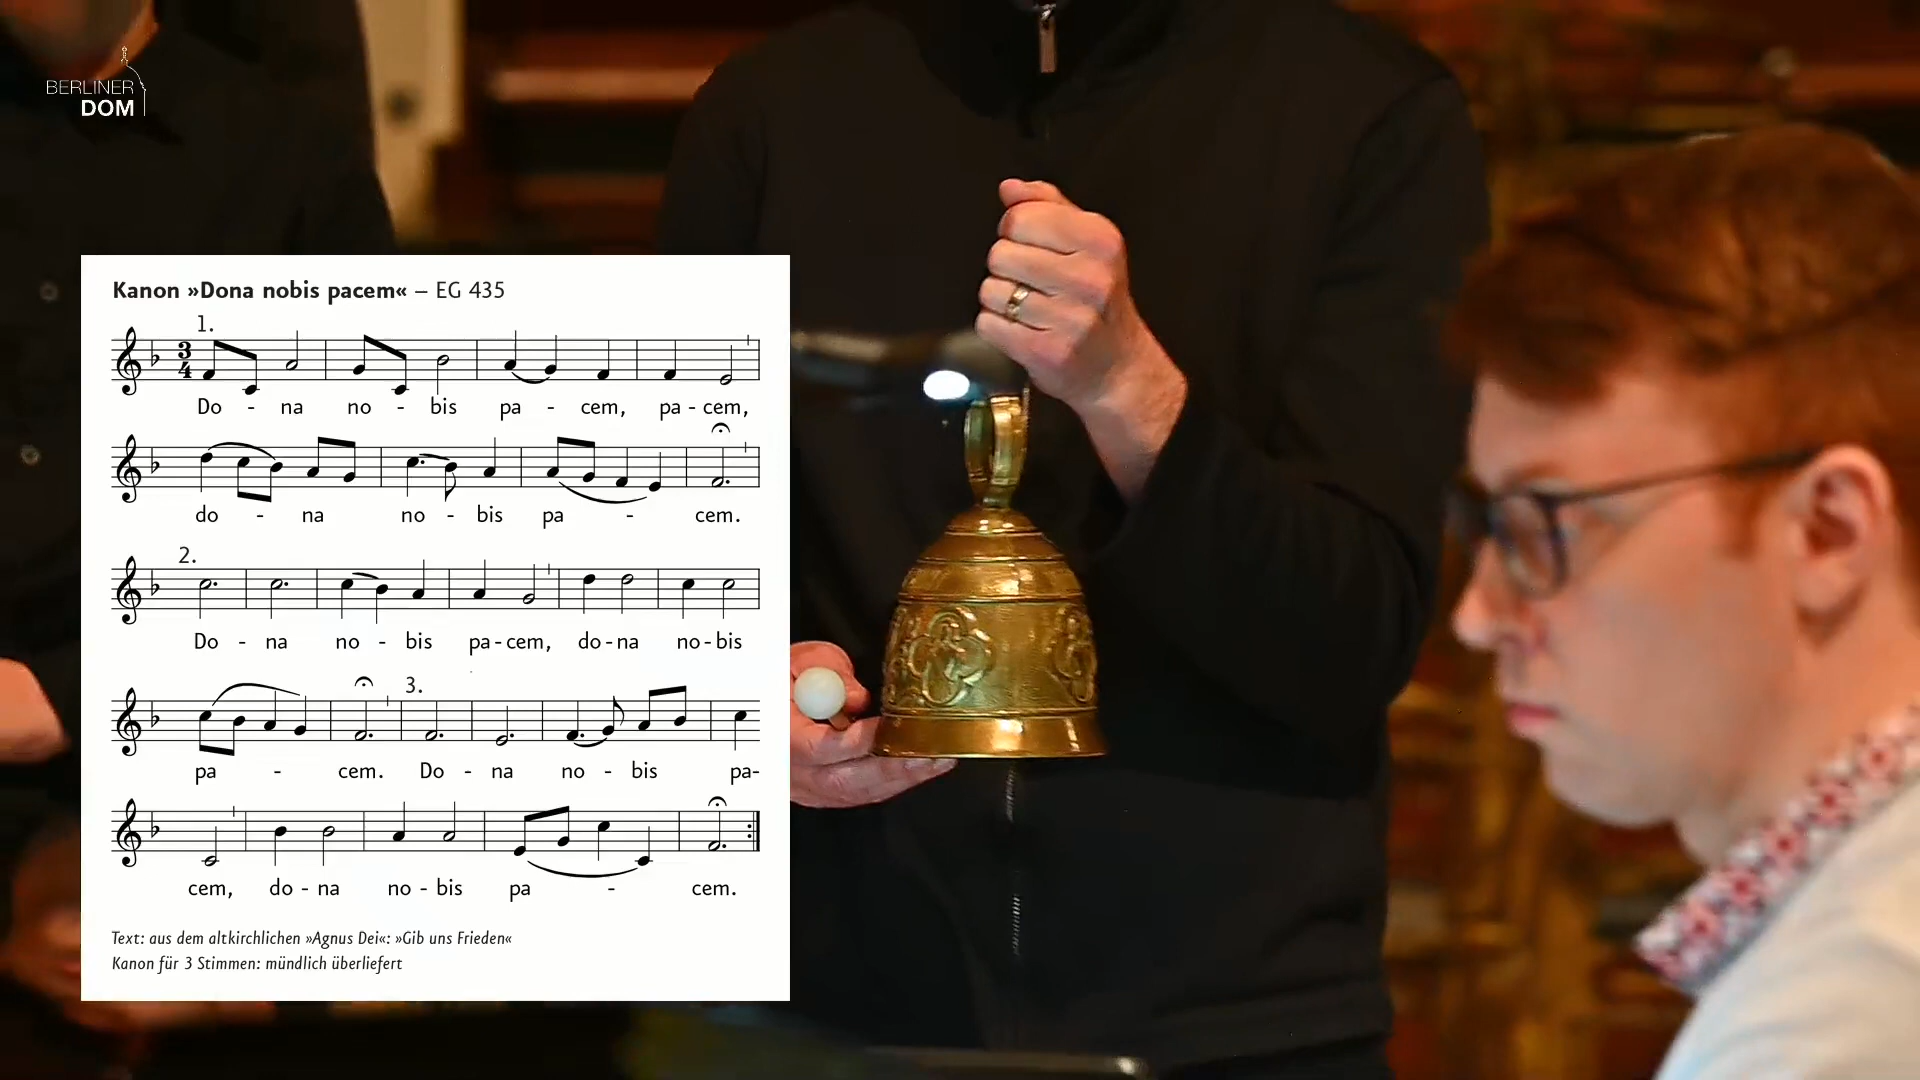 BERLINER
DOM
Kanon »Dona nobis pacem« – EG 435
1.
3
4
Do - na no - bis pa - cem, pa - cem,
do - na no - bis pa - cem.
2.
Do - na no - bis pa - cem, do - na no - bis
3.
pa - cem. Do - na no - bis pa-
cem, do - na no - bis pa - cem.
Text: aus dem altkirchlichen »Agnus Dei«: »Gib uns Frieden«
Kanon für 3 Stimmen: mündlich überliefert